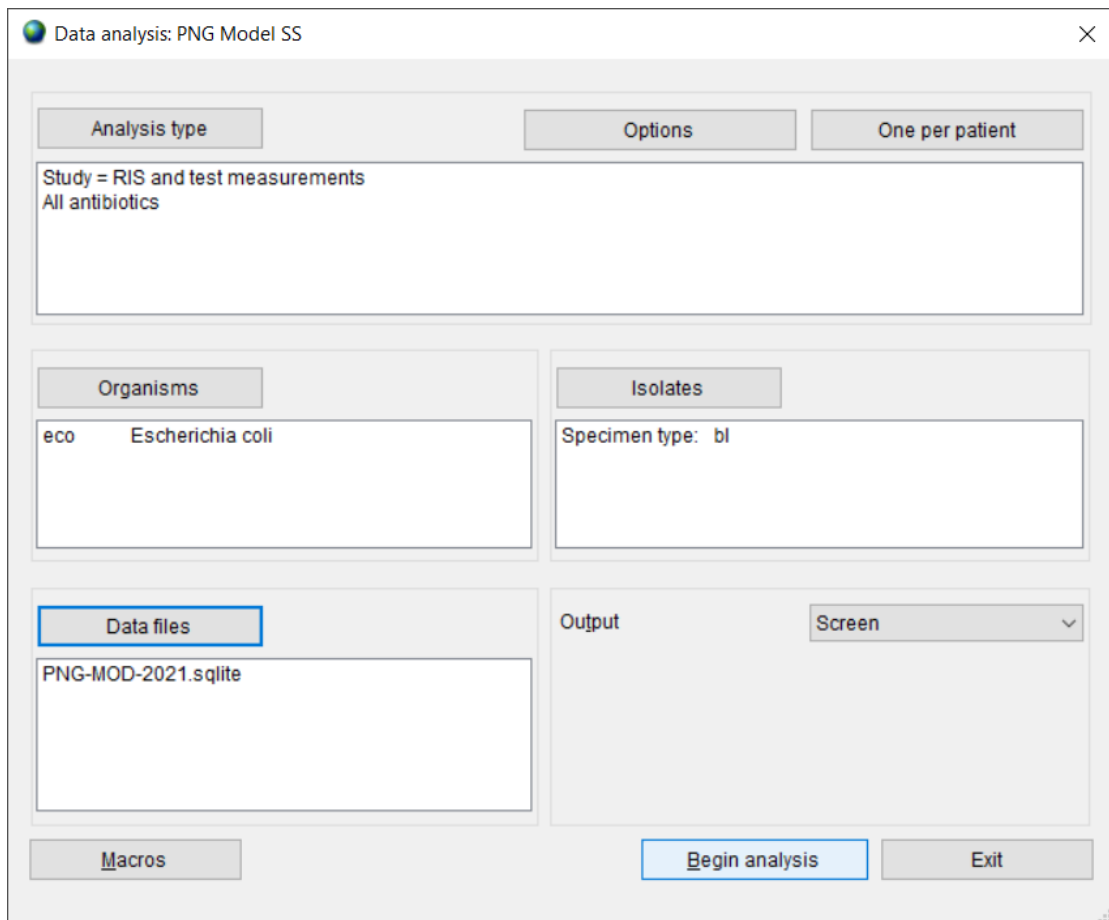 Data analysis: PNG Model SS
Analysis type
Options
One per patient
Study = RIS and test measurements
All antibiotics
Organisms
Isolates
eco Escherichia coli
Specimen type: bl
Data files
Output
Screen
PNG-MOD-2021.sqlite
Macros
Begin analysis
Exit